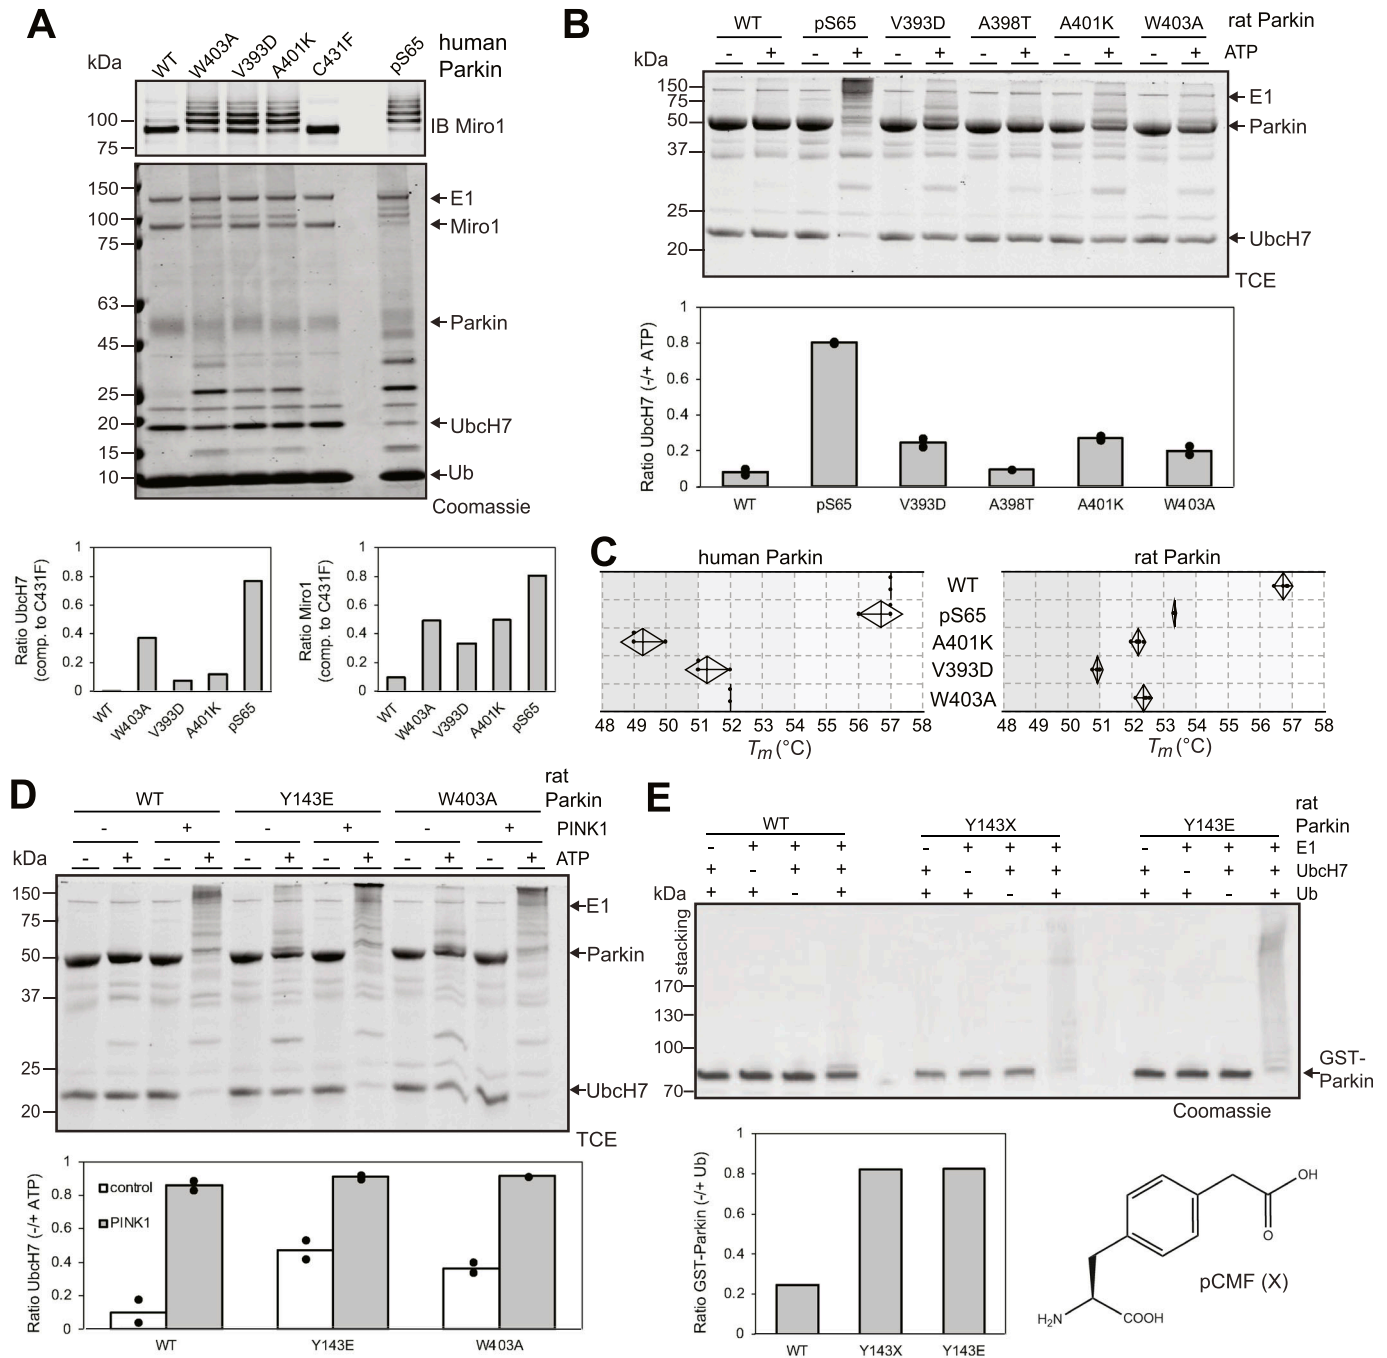 A
kDa
WT
W403A
V393D
A401K
C431F
pS65
human
Parkin
100
75
IB Miro1
150
100
75
63
45
25
20
15
10
E1
Miro1
Parkin
UbcH7
Ub
Coomassie
Ratio UbcH7
(comp. to C431F)
1
0.8
0.6
0.4
0.2
0
WT
W403A
V393D
A401K
pS65
Ratio Miro1
(comp. to C431F)
1
0.8
0.6
0.4
0.2
0
WT
W403A
V393D
A401K
pS65
B
WT pS65 V393D A398T A401K W403A rat Parkin
- + - + - + - + - + - + ATP
kDa
150
75
50
37
25
20
E1
Parkin
UbcH7
TCE
Ratio UbcH7 (-/+ ATP)
1
0.8
0.6
0.4
0.2
0
WT pS65 V393D A398T A401K W403A
C
human Parkin rat Parkin
WT
pS65
A401K
V393D
W403A
48 49 50 51 52 53 54 55 56 57 58 48 49 50 51 52 53 54 55 56 57 58
Tm (°C) Tm (°C)
D
rat
Parkin
WT Y143E W403A
- + - + - + PINK1
kDa - + - + - + - + - + - + ATP
150
75
50
37
25
20
E1
Parkin
UbcH7
TCE
Ratio UbcH7 (-/+ ATP)
1
0.8
0.6
0.4
0.2
0
control
PINK1
WT Y143E W403A
E
rat
Parkin
WT Y143X Y143E
- + + + - + + + - + + + E1
+ - + + + - + + + - + + UbcH7
kDa + + - + + + - + + + - + Ub
stacking
170
130
100
70
GST-
Parkin
Coomassie
Ratio GST-Parkin (-/+ Ub)
1
0.8
0.6
0.4
0.2
0
WT Y143X Y143E
OH
O
H2N
COOH
pCMF (X)